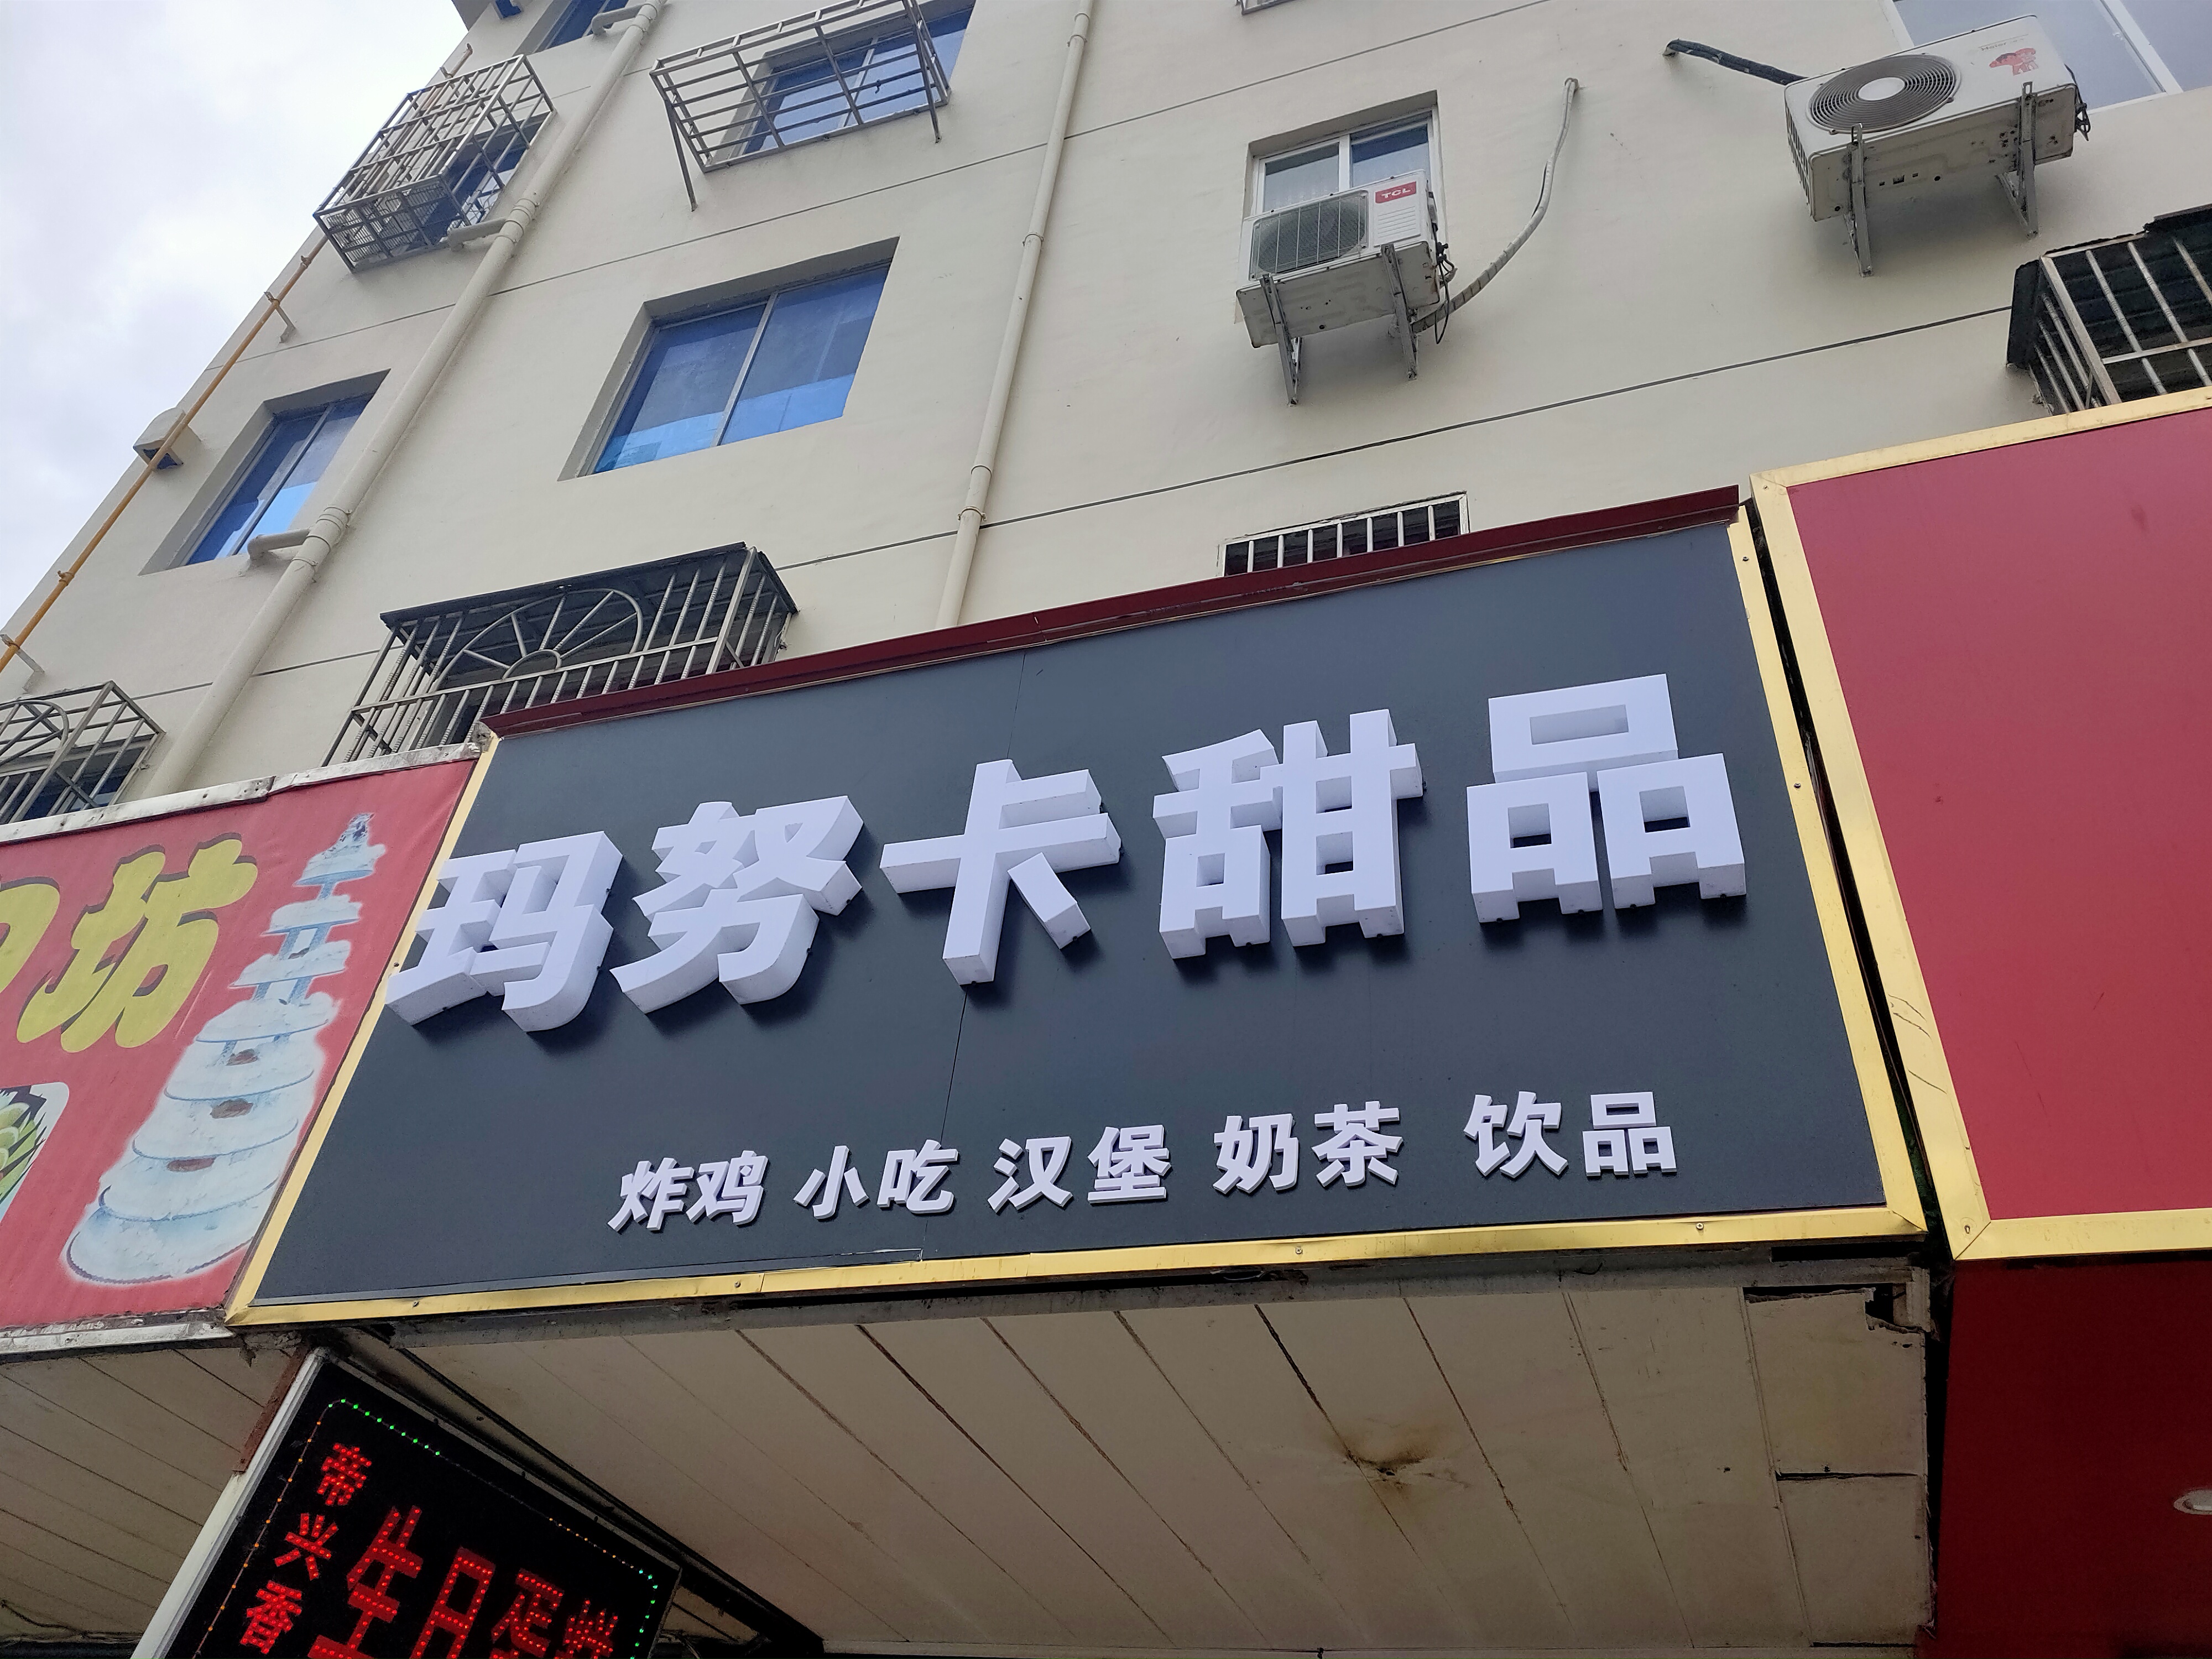 TCL
玛努卡甜品
炸鸡 小吃 汉堡 奶茶 饮品
坊
帝兴香
生日蛋糕